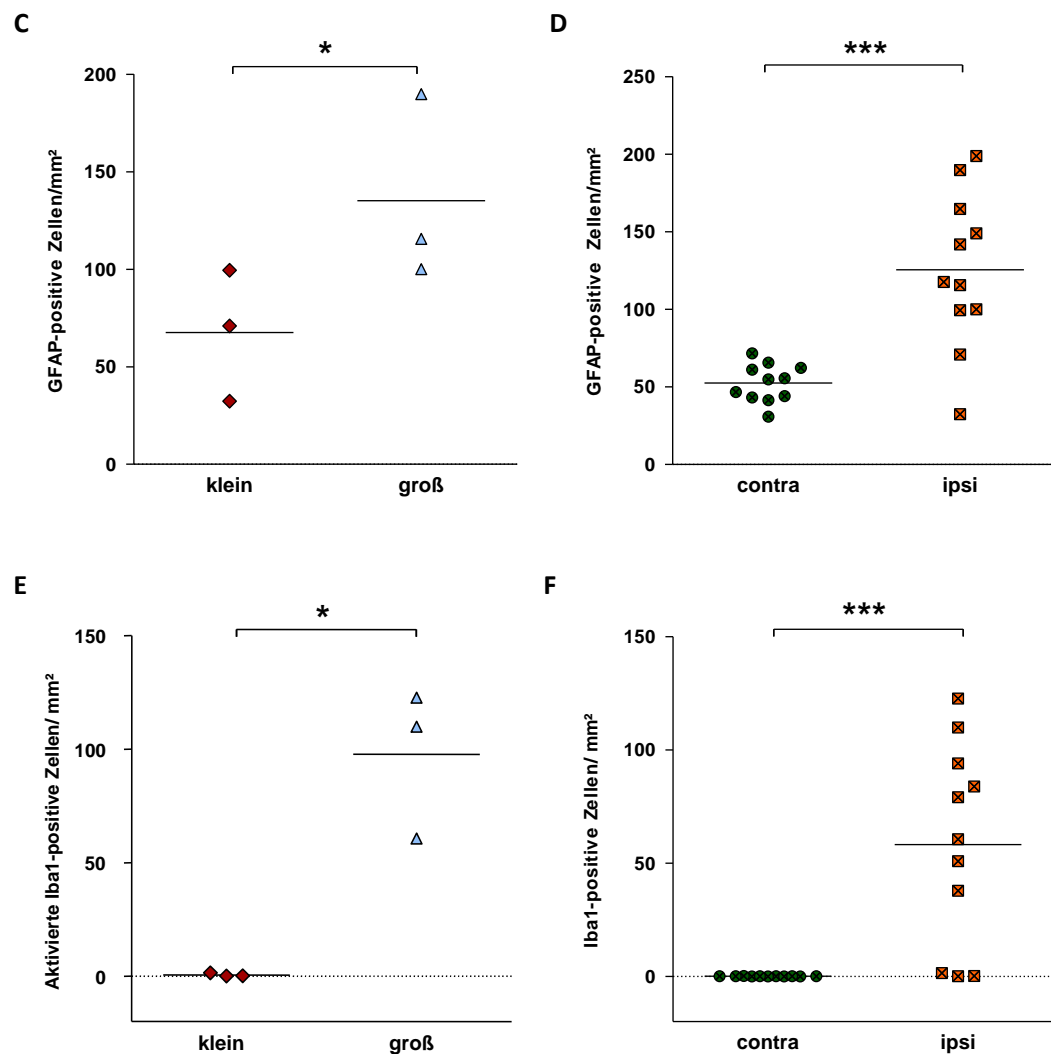 C
*
GFAP-positive Zellen/mm²
200
150
100
50
0
klein groß
D
***
GFAP-positive Zellen/mm²
250
200
150
100
50
0
contra ipsi
E
*
Aktivierte Iba1-positive Zellen/ mm²
150
100
50
0
klein groß
F
***
Iba1-positive Zellen/ mm²
150
100
50
0
contra ipsi